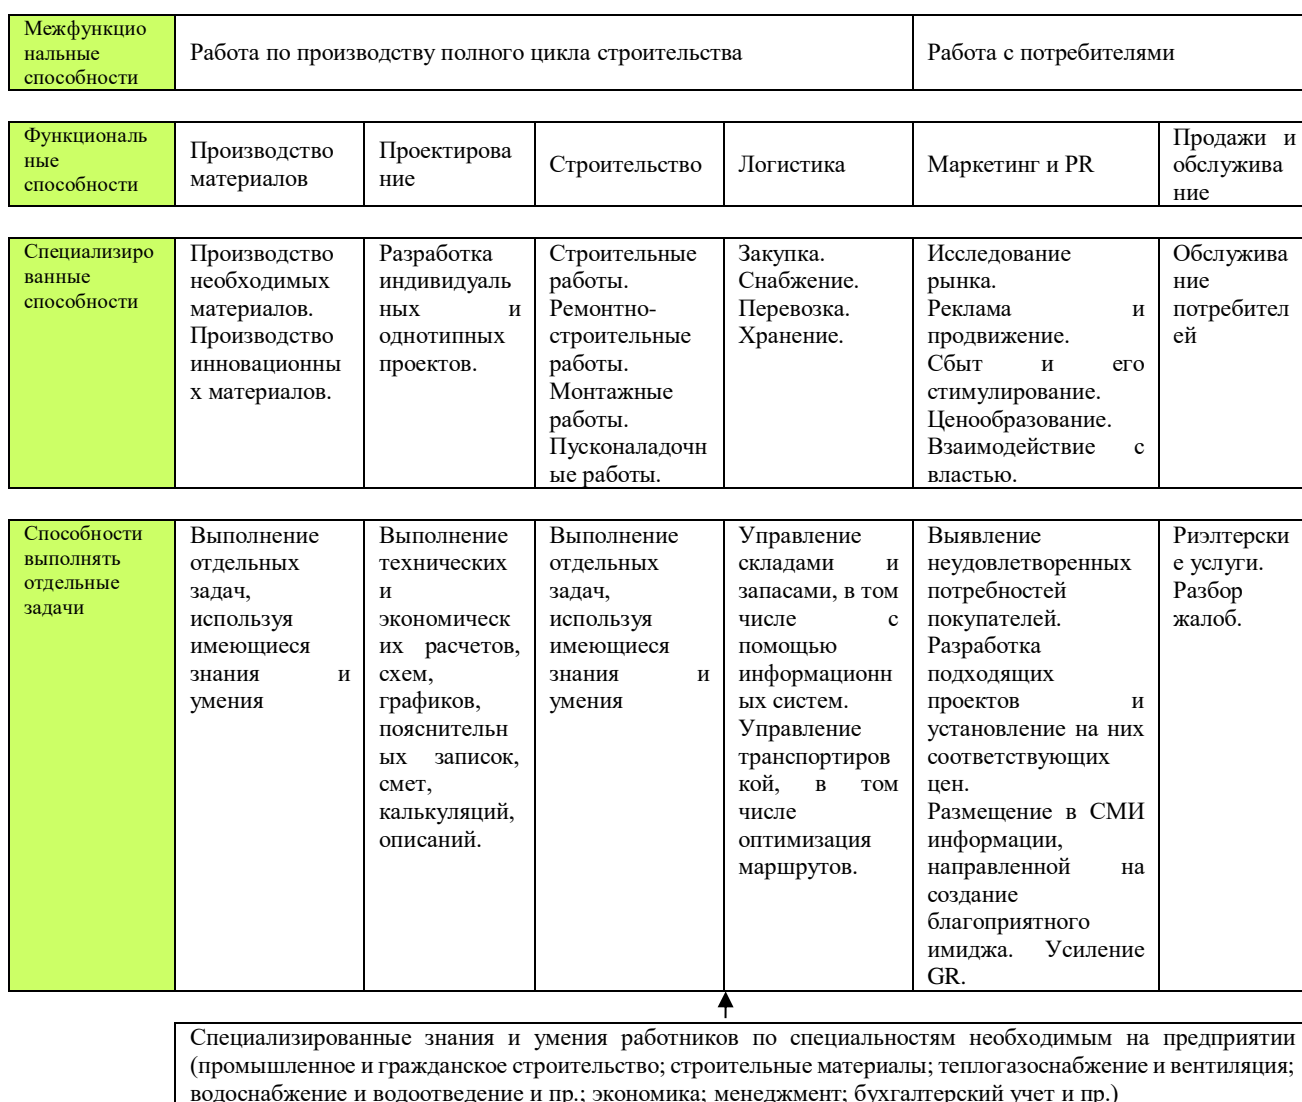 Межфункцио
нальные
способности
Работа по производству полного цикла строительства
Работа с потребителями
Функциональ
ные
способности
Производство
материалов
Проектирова
ние
Строительство
Логистика
Маркетинг и PR
Продажи и
обслужива
ние
Специализиро
ванные
способности
Производство
необходимых
материалов.
Производство
инновационны
х материалов.
Разработка
индивидуаль
ных и
однотипных
проектов.
Строительные
работы.
Ремонтно-
строительные
работы.
Монтажные
работы.
Пусконаладочн
ые работы.
Закупка.
Снабжение.
Перевозка.
Хранение.
Исследование
рынка.
Реклама и
продвижение.
Сбыт и его
стимулирование.
Ценообразование.
Взаимодействие с
властью.
Обслужива
ние
потребител
ей
Способности
выполнять
отдельные
задачи
Выполнение
отдельных
задач,
используя
имеющиеся
знания и
умения
Выполнение
технических
и
экономическ
их расчетов,
схем,
графиков,
пояснительн
ых записок,
смет,
калькуляций,
описаний.
Выполнение
отдельных
задач,
используя
имеющиеся
знания и
умения
Управление
складами и
запасами, в том
числе с
помощью
информационн
ых систем.
Управление
транспортиров
кой, в том
числе
оптимизация
маршрутов.
Выявление
неудовлетворенных
потребностей
покупателей.
Разработка
подходящих
проектов и
установление на них
соответствующих
цен.
Размещение в СМИ
информации,
направленной на
создание
благоприятного
имиджа. Усиление
GR.
Риэлтерски
е услуги.
Разбор
жалоб.
Специализированные знания и умения работников по специальностям необходимым на предприятии
(промышленное и гражданское строительство; строительные материалы; теплогазоснабжение и вентиляция;
водоснабжение и водоотведение и пр.; экономика; менеджмент; бухгалтерский учет и пр.)